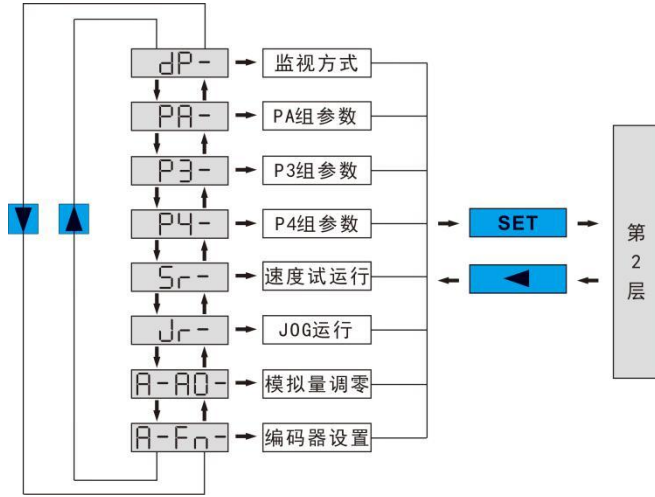 dP-
监视方式
PA-
PA组参数
P3-
P3组参数
P4-
P4组参数
SET
Sr-
速度试运行
Jr-
JOG运行
A-A0-
模拟量调零
A-Fn-
编码器设置
第
2
层